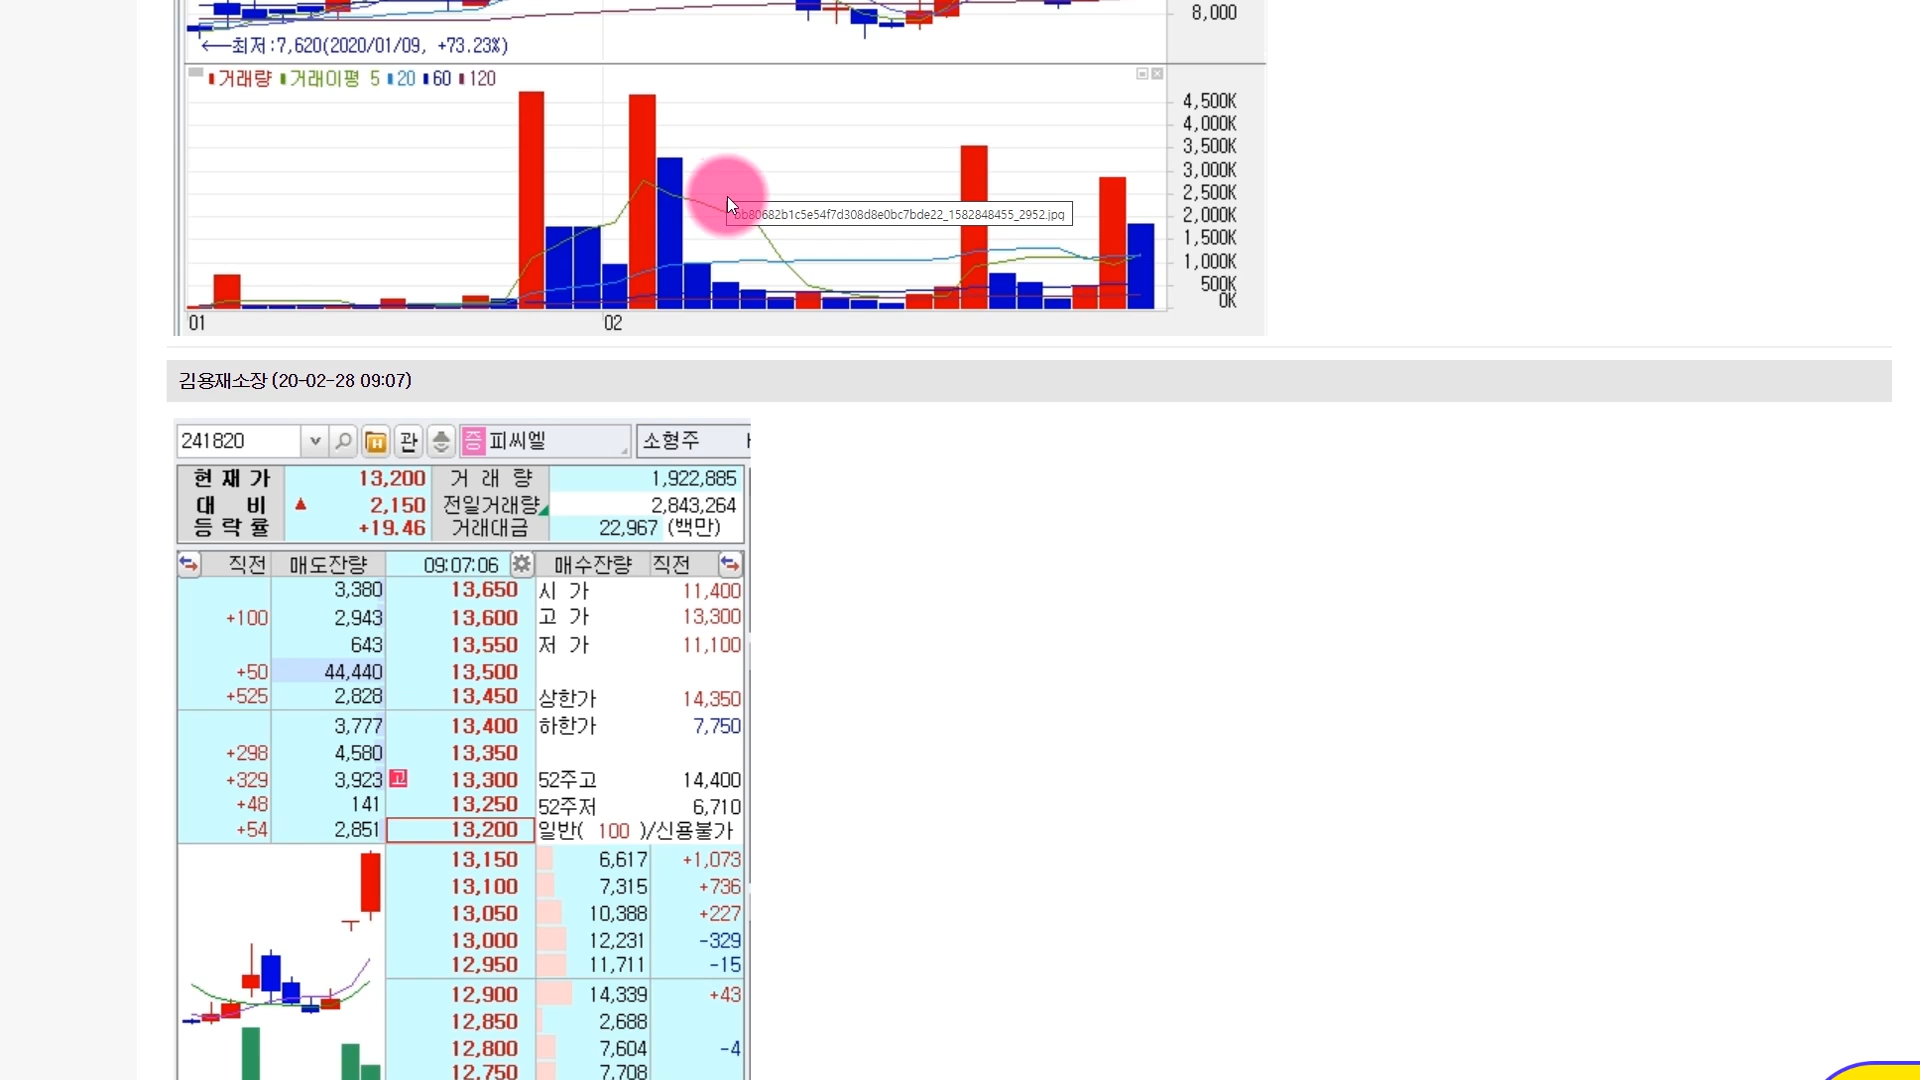 8,000
←최저:7,620(2020/01/09, +73.23%)
거래량 거래이평 5 20 60 120
4,500K
4,000K
3,500K
3,000K
2,500K
2,000K
1,500K
1,000K
500K
0K
bb80682b1c5e54f7d308d8e0bc7bde22_1582848455_2952.jpg
01 02
김용재소장 (20-02-28 09:07)
241820 관 증 피씨엘 소형주
현재가 13,200 거래량 1,922,885
대비 ▲ 2,150 전일거래량 2,843,264
등락률 +19.46 거래대금 22,967 (백만)
직전 매도잔량 09:07:06 매수잔량 직전
3,380 13,650 시가 11,400
+100 2,943 13,600 고가 13,300
643 13,550 저가 11,100
+50 44,440 13,500
+525 2,828 13,450 상한가 14,350
3,777 13,400 하한가 7,750
+298 4,580 13,350
+329 3,923 고 13,300 52주고 14,400
+48 141 13,250 52주저 6,710
+54 2,851 13,200 일반( 100 )/신용불가
13,150 6,617 +1,073
13,100 7,315 +736
13,050 10,388 +227
13,000 12,231 -329
12,950 11,711 -15
12,900 14,339 +43
12,850 2,688
12,800 7,604 -4
12,750 7,708